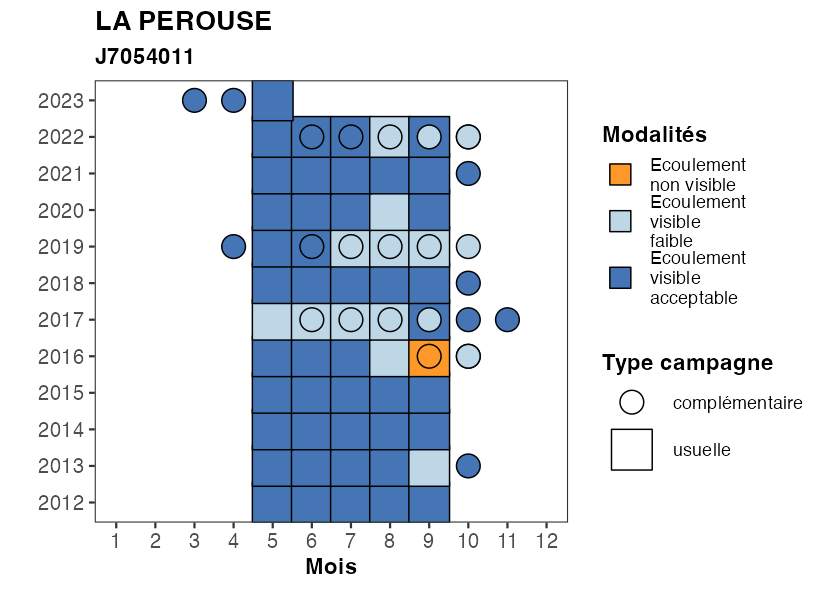 LA PEROUSE
J7054011
2023
2022
2021
2020
2019
2018
2017
2016
2015
2014
2013
2012
1 2 3 4 5 6 7 8 9 10 11 12
Mois
Modalités
Ecoulement
non visible
Ecoulement
visible
faible
Ecoulement
visible
acceptable
Type campagne
complémentaire
usuelle